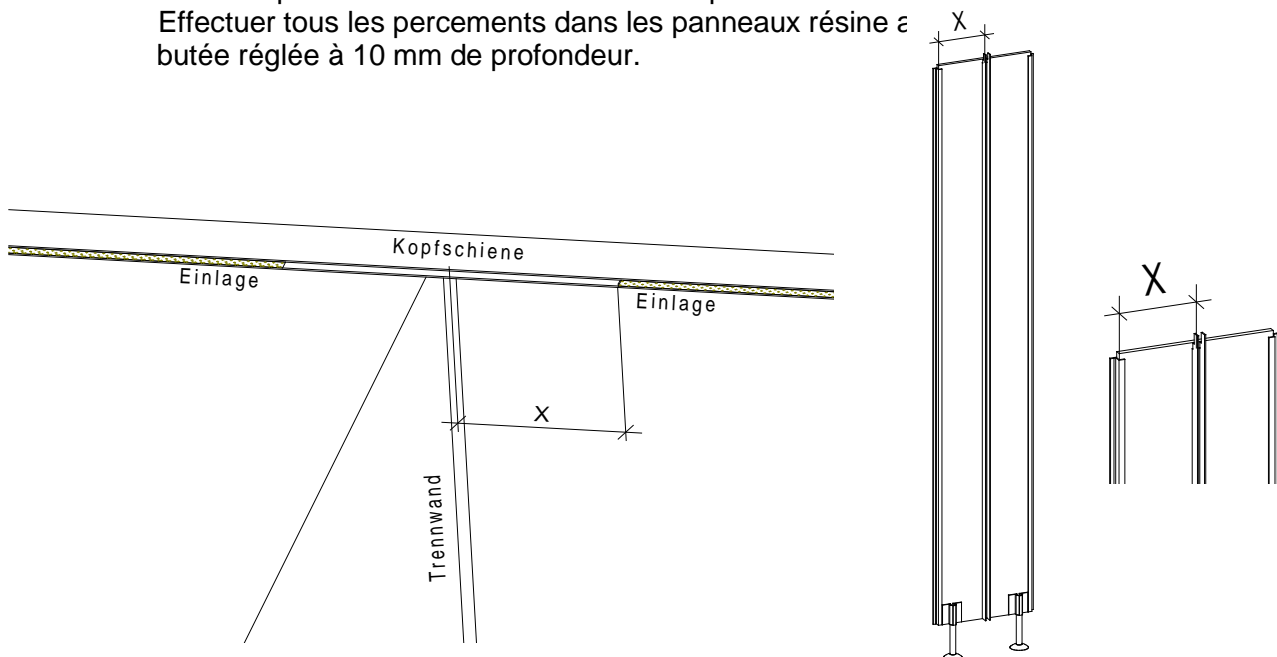 Effectuer tous les percements dans les panneaux résine a
butée réglée à 10 mm de profondeur.
X
Kopfschiene
Einlage
Einlage
X
X
Trennwand